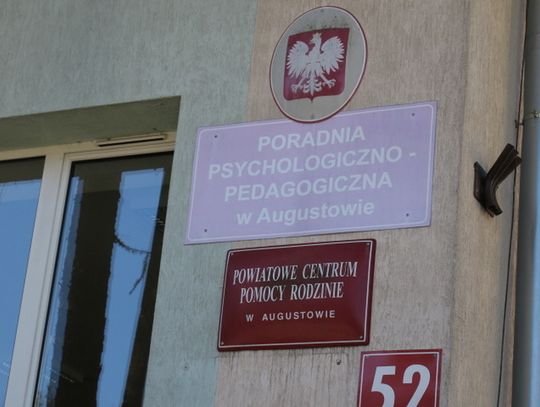 PORADNIA
PSYCHOLOGICZNO -
PEDAGOGICZNA
w Augustowie
POWIATOWE CENTRUM
POMOCY RODZINIE
W AUGUSTOWIE
52